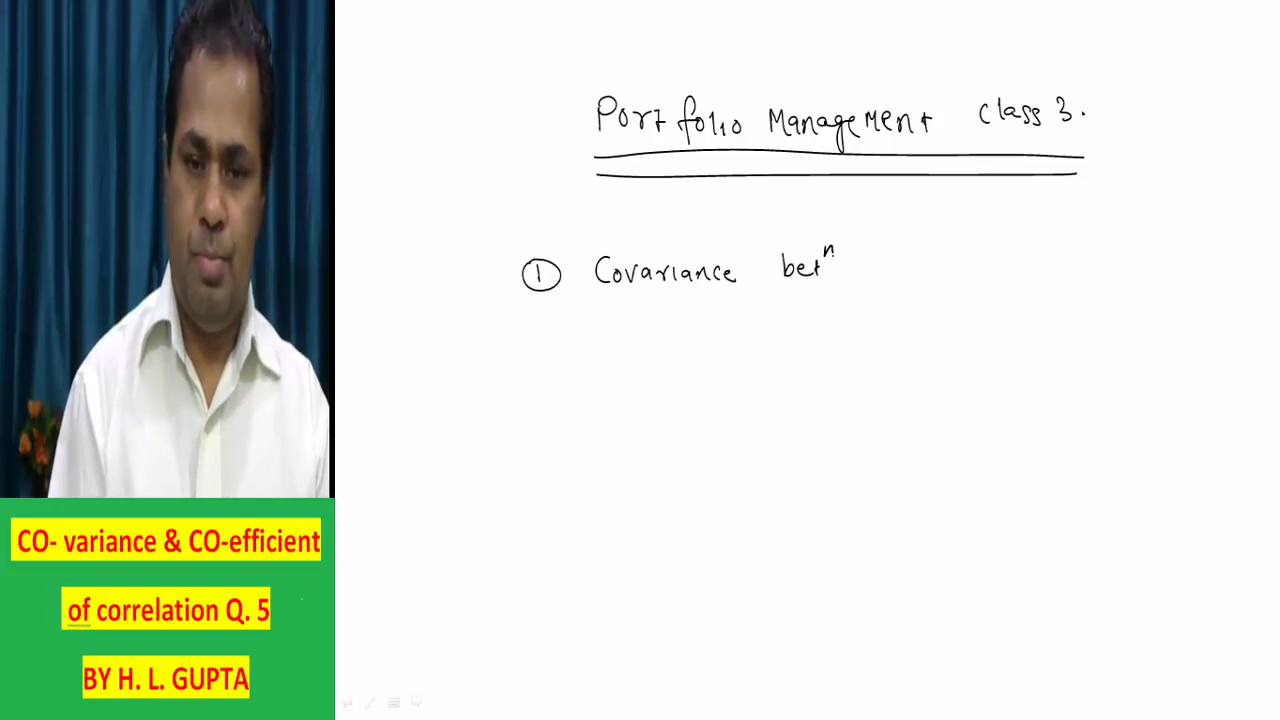 Portfolio Management class 3.
① Covariance betⁿ
CO- variance & CO-efficient
of correlation Q. 5
BY H. L. GUPTA